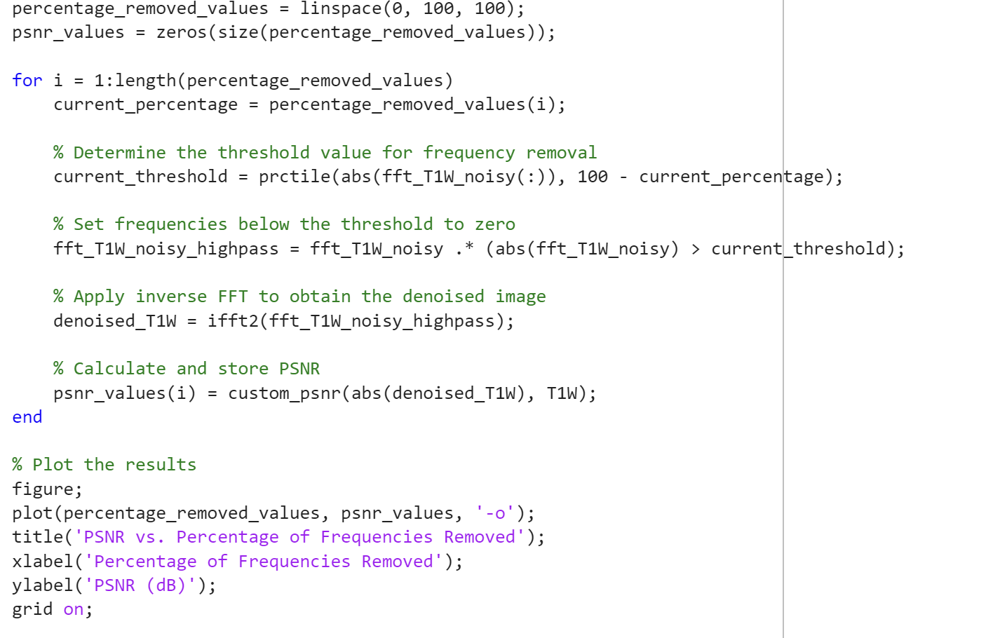 percentage_removed_values = linspace(0, 100, 100);
psnr_values = zeros(size(percentage_removed_values));
for i = 1:length(percentage_removed_values)
current_percentage = percentage_removed_values(i);
% Determine the threshold value for frequency removal
current_threshold = prctile(abs(fft_T1W_noisy(:)), 100 - current_percentage);
% Set frequencies below the threshold to zero
fft_T1W_noisy_highpass = fft_T1W_noisy .* (abs(fft_T1W_noisy) > current_threshold);
% Apply inverse FFT to obtain the denoised image
denoised_T1W = ifft2(fft_T1W_noisy_highpass);
% Calculate and store PSNR
psnr_values(i) = custom_psnr(abs(denoised_T1W), T1W);
end
% Plot the results
figure;
plot(percentage_removed_values, psnr_values, '-o');
title('PSNR vs. Percentage of Frequencies Removed');
xlabel('Percentage of Frequencies Removed');
ylabel('PSNR (dB)');
grid on;